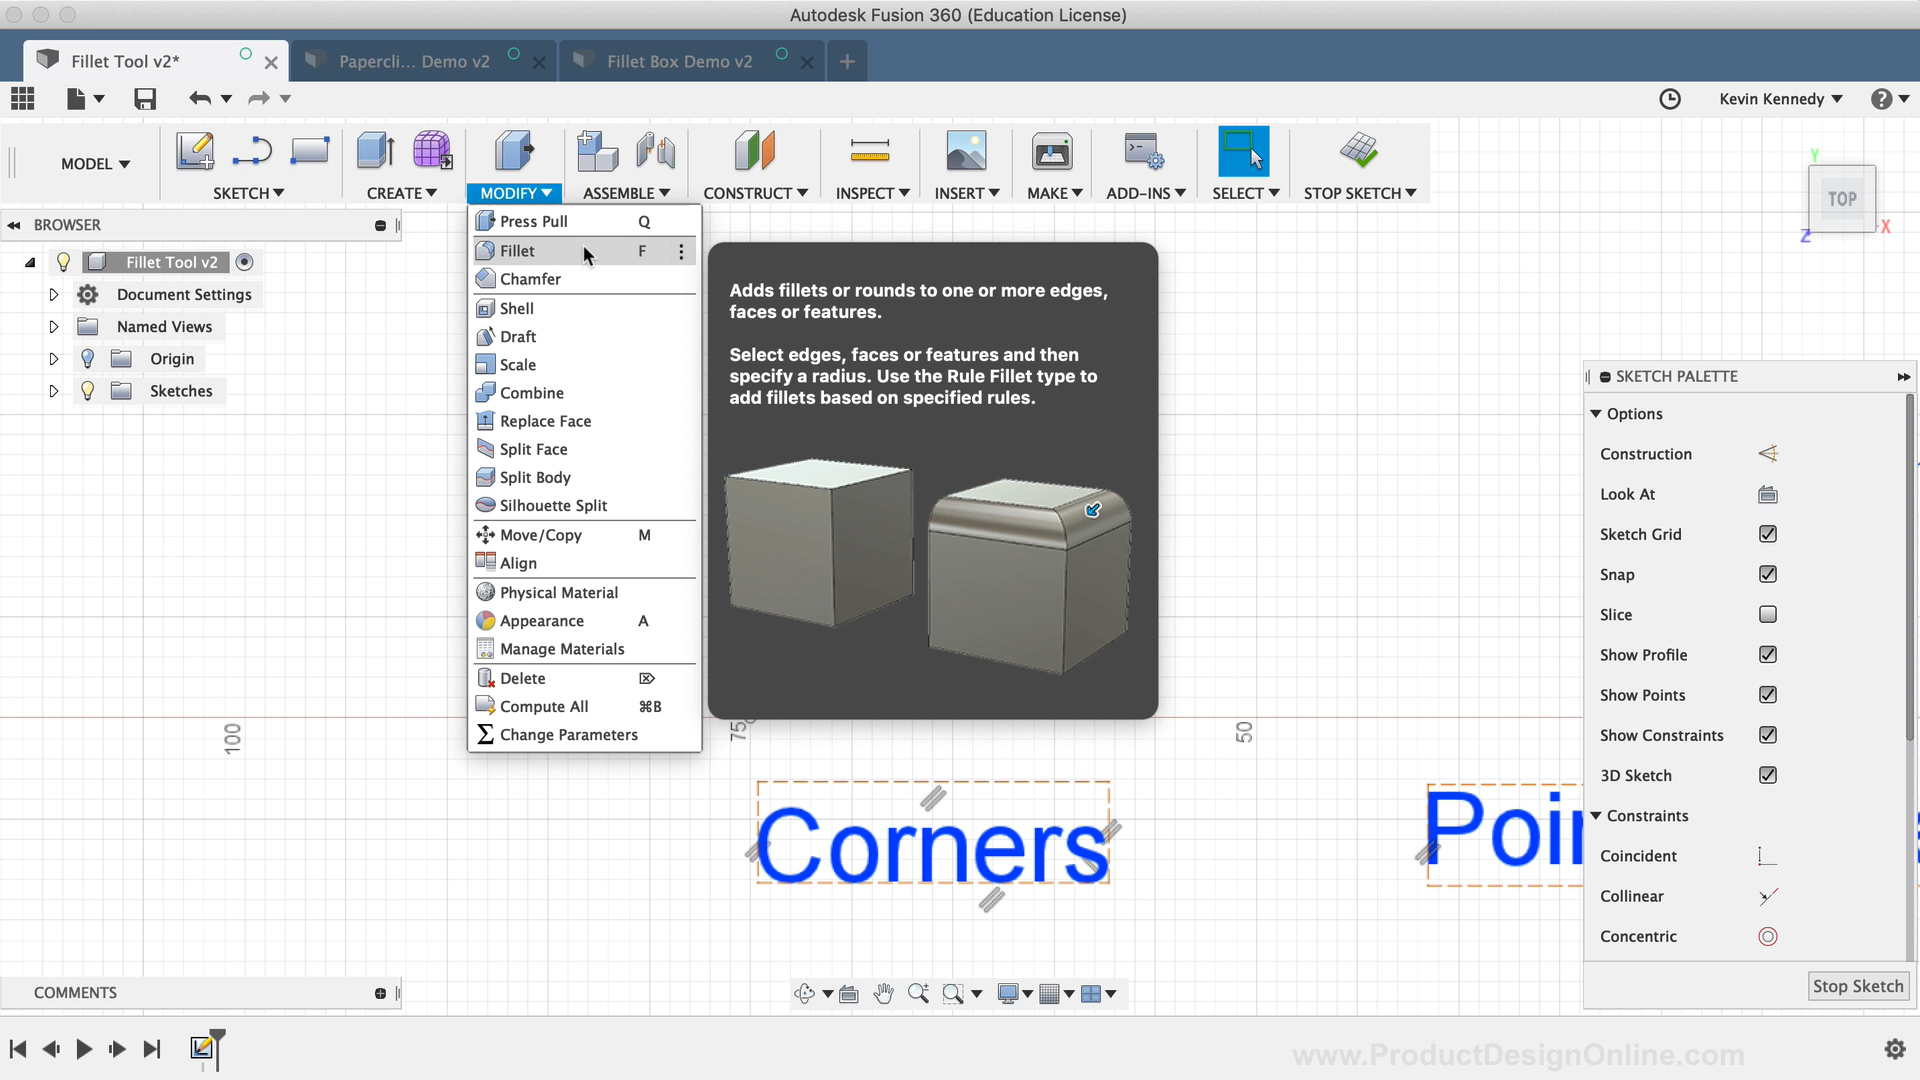 Autodesk Fusion 360 (Education License)
Fillet Tool v2*
Papercli... Demo v2
Fillet Box Demo v2
Kevin Kennedy
?
MODEL
SKETCH
CREATE
MODIFY
ASSEMBLE
CONSTRUCT
INSPECT
INSERT
MAKE
ADD-INS
SELECT
STOP SKETCH
Y
TOP
X
Z
BROWSER
Fillet Tool v2
Document Settings
Named Views
Origin
Sketches
Press Pull Q
Fillet F
Chamfer
Shell
Draft
Scale
Combine
Replace Face
Split Face
Split Body
Silhouette Split
Move/Copy M
Align
Physical Material
Appearance A
Manage Materials
Delete ⌦
Compute All ⌘B
Change Parameters
Adds fillets or rounds to one or more edges,
faces or features.
Select edges, faces or features and then
specify a radius. Use the Rule Fillet type to
add fillets based on specified rules.
SKETCH PALETTE
Options
Construction
Look At
Sketch Grid
Snap
Slice
Show Profile
Show Points
Show Constraints
3D Sketch
Constraints
Coincident
Collinear
Concentric
Stop Sketch
100
75
50
Corners
Poi
COMMENTS
www.ProductDesignOnline.com